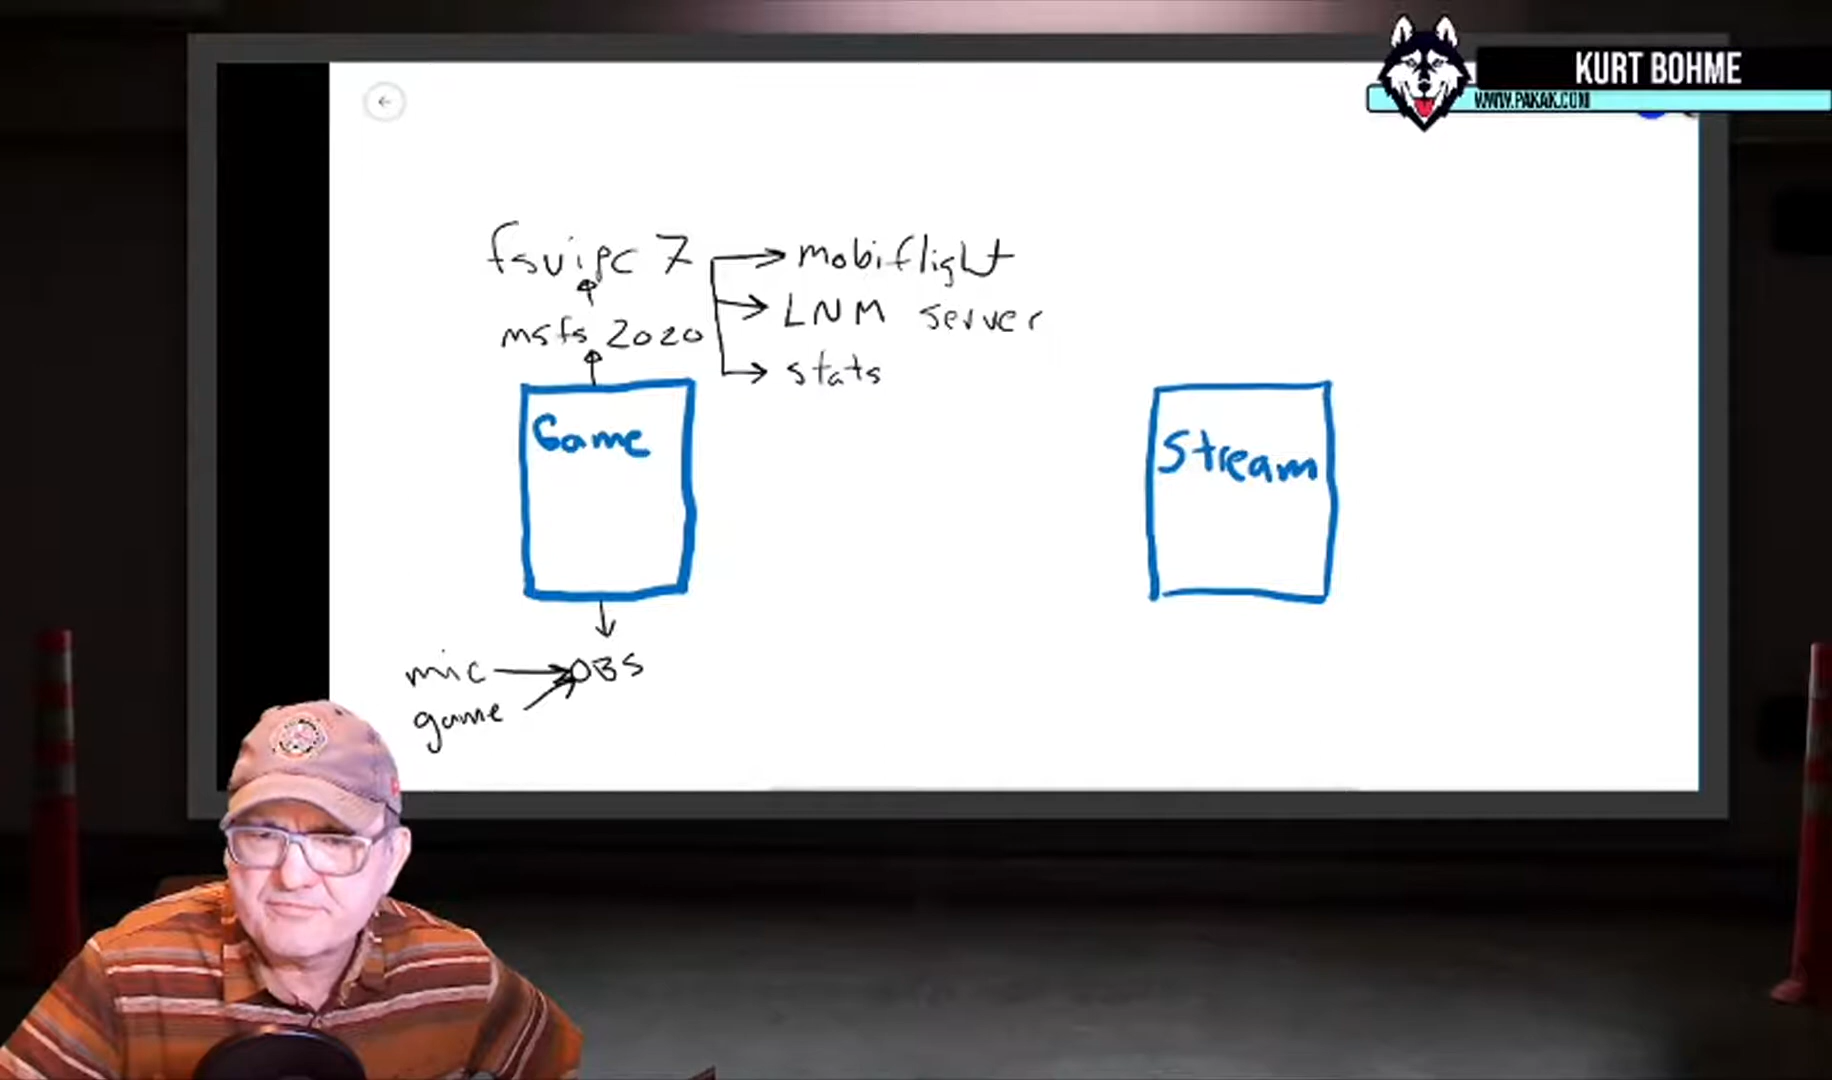 KURT BOHME
WWW.PAKAK.COM
fsuipc 7
mobiflight
LNM server
msfs 2020
stats
Game
Stream
mic
OBS
game